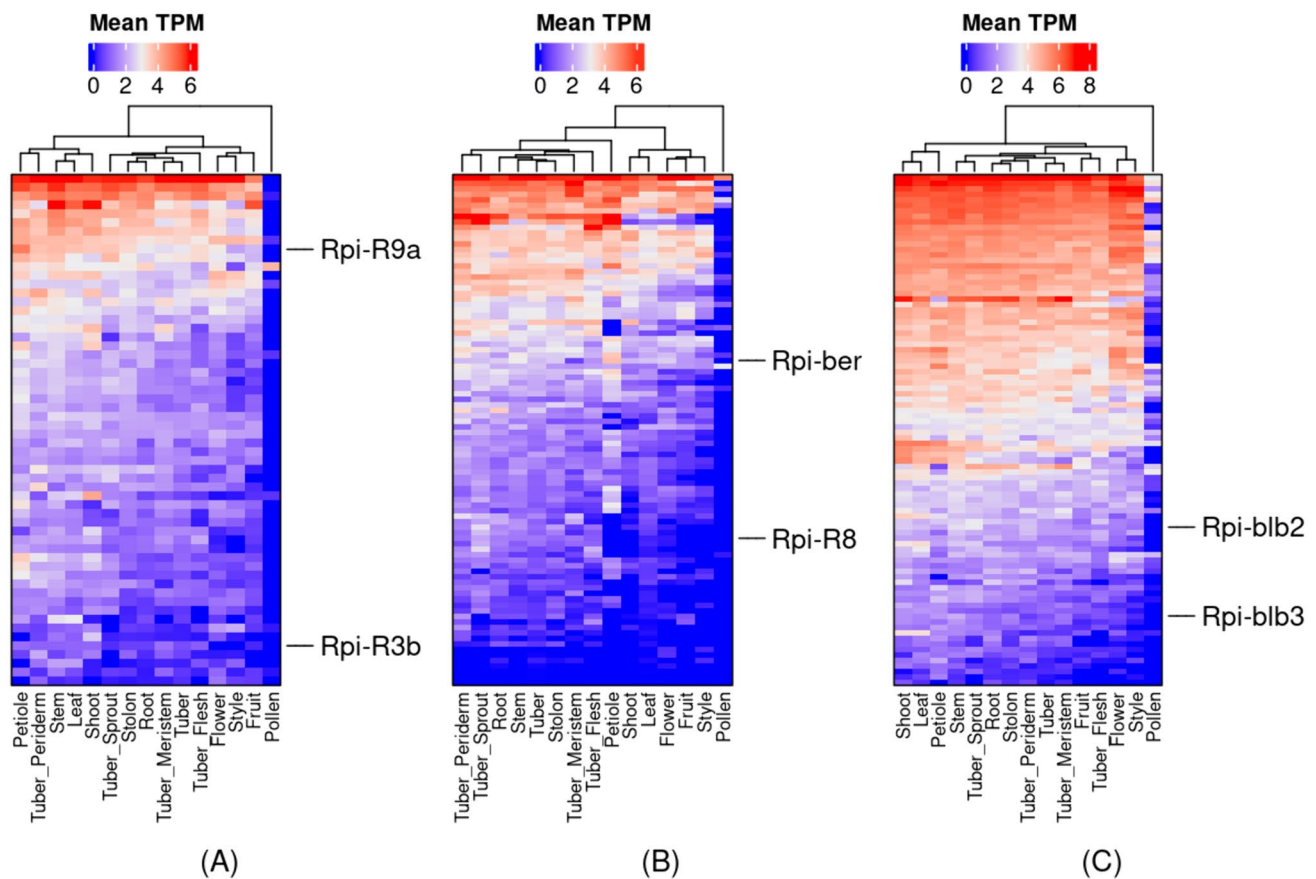 Mean TPM
0 2 4 6
Rpi-R9a
Rpi-R3b
Petiole
Tuber_Periderm
Stem
Leaf
Shoot
Tuber_Sprout
Stolon
Root
Tuber_Meristem
Tuber
Tuber_Flesh
Flower
Style
Fruit
Pollen
(A)
Mean TPM
0 2 4 6
Rpi-ber
Rpi-R8
Tuber_Periderm
Tuber_Sprout
Root
Stem
Tuber
Stolon
Tuber_Meristem
Tuber_Flesh
Petiole
Shoot
Leaf
Flower
Fruit
Style
Pollen
(B)
Mean TPM
0 2 4 6 8
Rpi-blb2
Rpi-blb3
Shoot
Leaf
Petiole
Stem
Tuber_Sprout
Root
Stolon
Tuber_Periderm
Tuber
Tuber_Meristem
Fruit
Tuber_Flesh
Flower
Style
Pollen
(C)